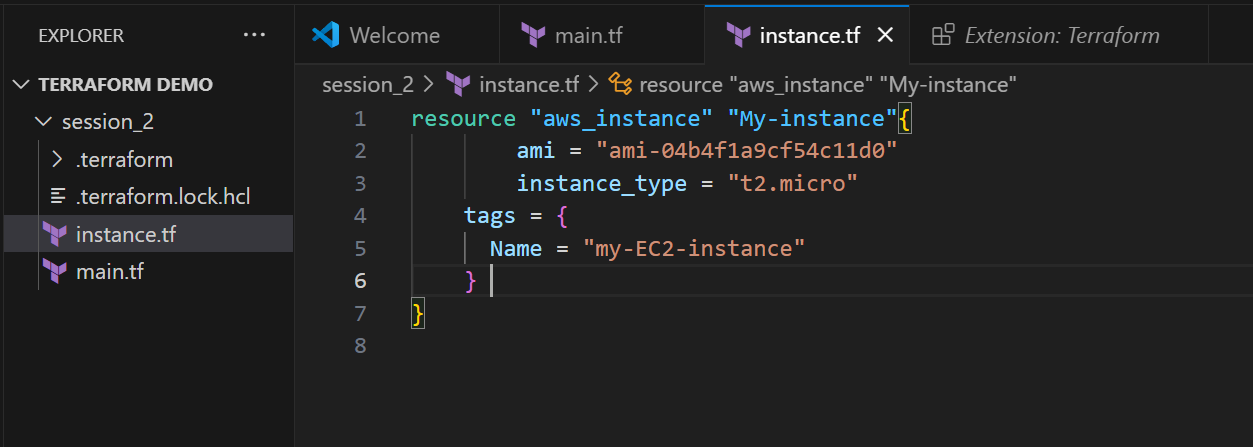 EXPLORER ...
TERRAFORM DEMO
session_2
.terraform
.terraform.lock.hcl
instance.tf
main.tf
Welcome main.tf instance.tf Extension: Terraform
session_2 > instance.tf > resource "aws_instance" "My-instance"
1 resource "aws_instance" "My-instance"{
2 ami = "ami-04b4f1a9cf54c11d0"
3 instance_type = "t2.micro"
4 tags = {
5 Name = "my-EC2-instance"
6 }
7 }
8